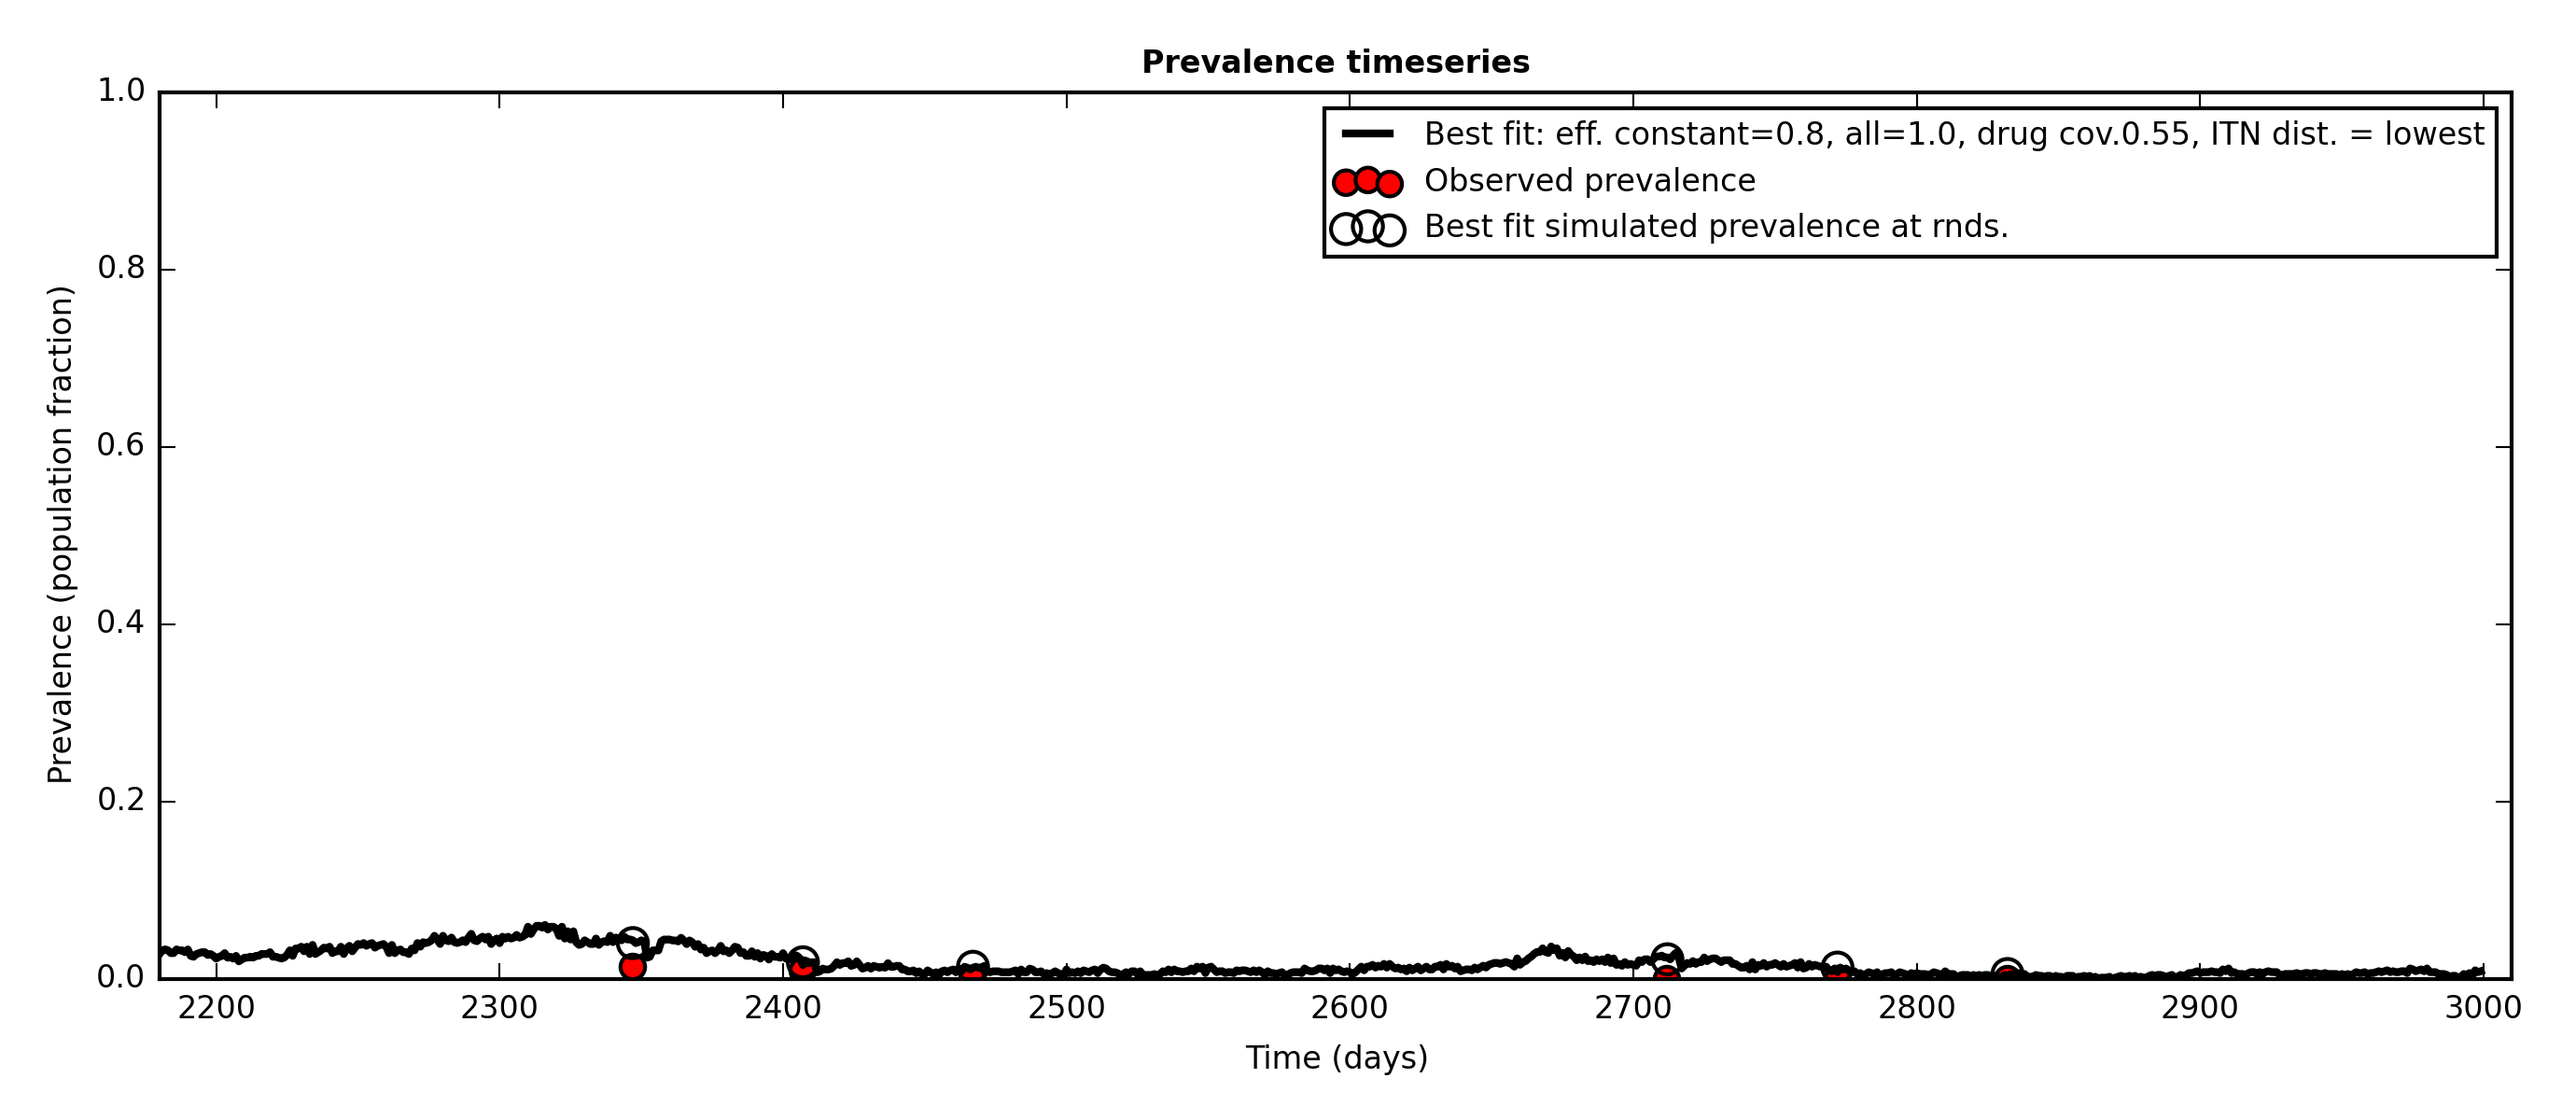 Prevalence timeseries
Best fit: eff. constant=0.8, all=1.0, drug cov.0.55, ITN dist. = lowest
Observed prevalence
Best fit simulated prevalence at rnds.
Prevalence (population fraction)
1.0
0.8
0.6
0.4
0.2
0.0
2200 2300 2400 2500 2600 2700 2800 2900 3000
Time (days)